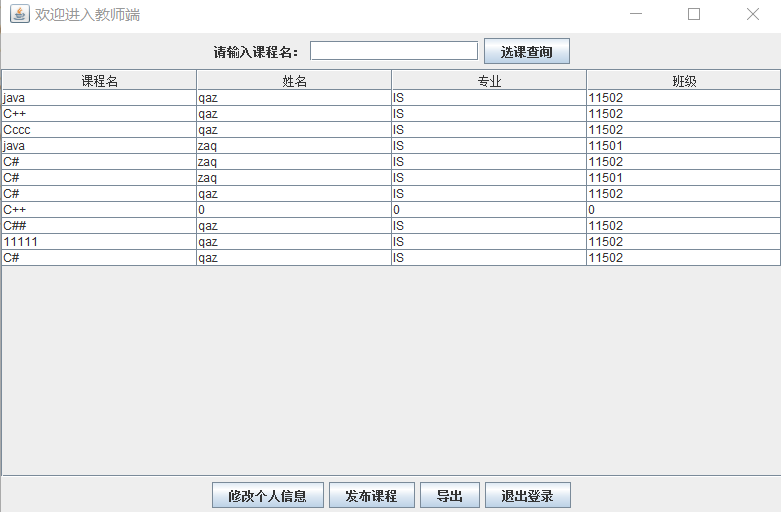 欢迎进入教师端
请输入课程名: 选课查询
课程名 姓名 专业 班级
java qaz IS 11502
C++ qaz IS 11502
Cccc qaz IS 11502
java zaq IS 11501
C# zaq IS 11502
C# zaq IS 11501
C# qaz IS 11502
C++ 0 0 0
C## qaz IS 11502
11111 qaz IS 11502
C# qaz IS 11502
修改个人信息 发布课程 导出 退出登录